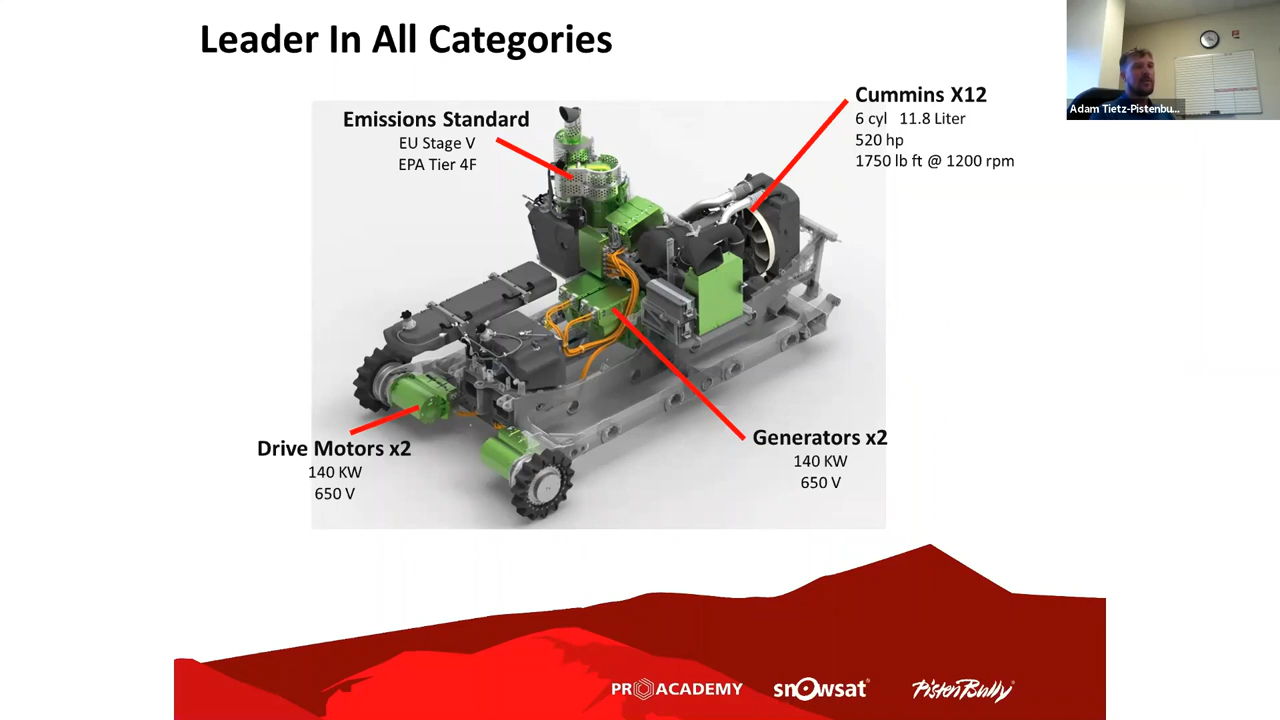 Leader In All Categories
Adam Tietz-Pistenbu...
Cummins X12
6 cyl 11.8 Liter
520 hp
1750 lb ft @ 1200 rpm
Emissions Standard
EU Stage V
EPA Tier 4F
Drive Motors x2
140 KW
650 V
Generators x2
140 KW
650 V
PROACADEMY
snowsat
PistenBully